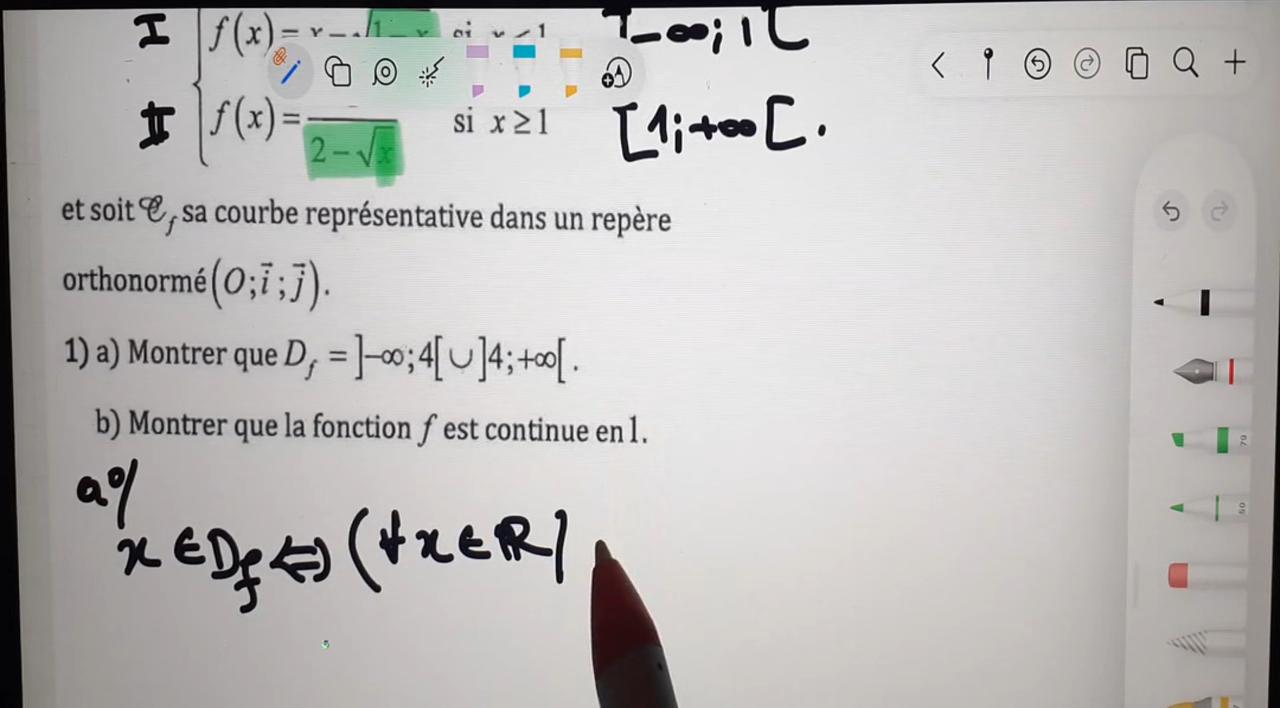 I f(x) = x − √1 − x si x < 1 ]−∞; 1[
II f(x) = 2 − √x si x ≥ 1 [1; +∞[.
et soit 𝒞f sa courbe représentative dans un repère
orthonormé (O; i⃗; j⃗).
1) a) Montrer que Df = ]−∞; 4[ ∪ ]4; +∞[.
b) Montrer que la fonction f est continue en 1.
a%
x ∈ Df ⇔ (∀x ∈ ℝ /